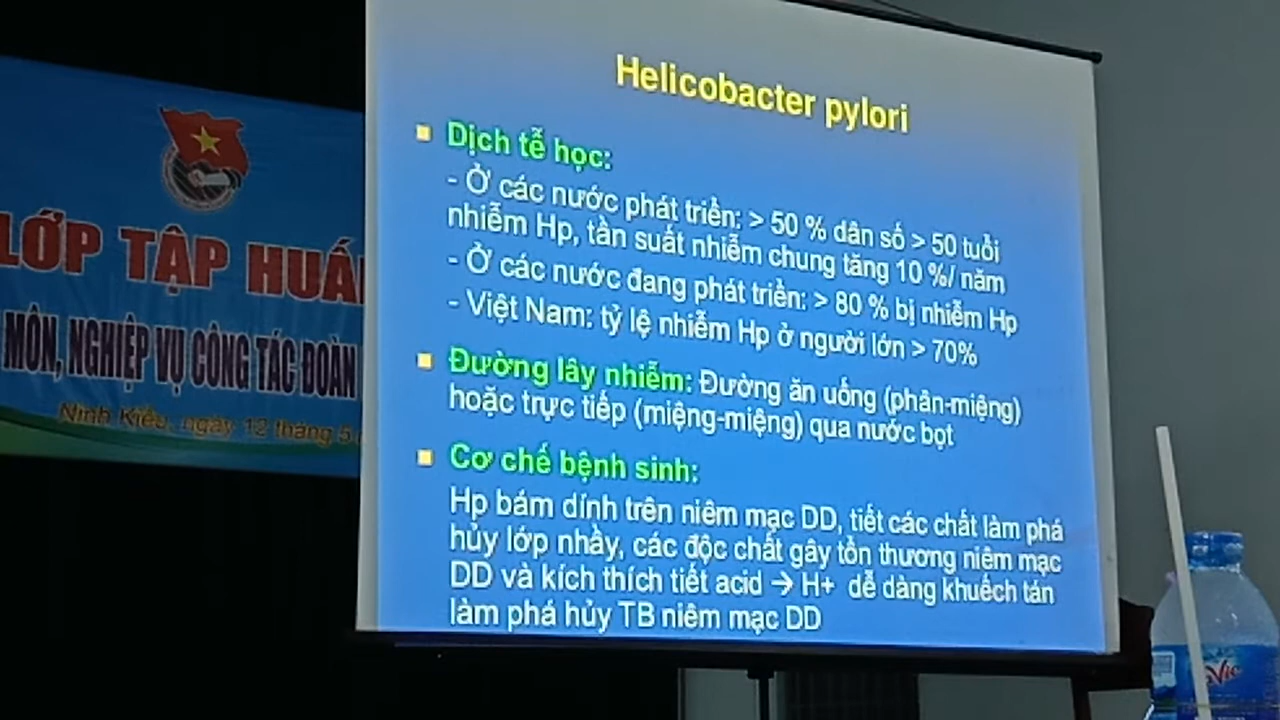 LỚP TẬP HUẤN
MÔN, NGHIỆP VỤ CÔNG TÁC ĐOÀN
Ninh Kiều, ngày 12 tháng 5
Helicobacter pylori
Dịch tễ học:
- Ở các nước phát triển: > 50 % dân số > 50 tuổi
nhiễm Hp, tần suất nhiễm chung tăng 10 %/ năm
- Ở các nước đang phát triển: > 80 % bị nhiễm Hp
- Việt Nam: tỷ lệ nhiễm Hp ở người lớn > 70%
Đường lây nhiễm: Đường ăn uống (phân-miệng)
hoặc trực tiếp (miệng-miệng) qua nước bọt
Cơ chế bệnh sinh:
Hp bám dính trên niêm mạc DD, tiết các chất làm phá
hủy lớp nhầy, các độc chất gây tổn thương niêm mạc
DD và kích thích tiết acid → H+ dễ dàng khuếch tán
làm phá hủy TB niêm mạc DD